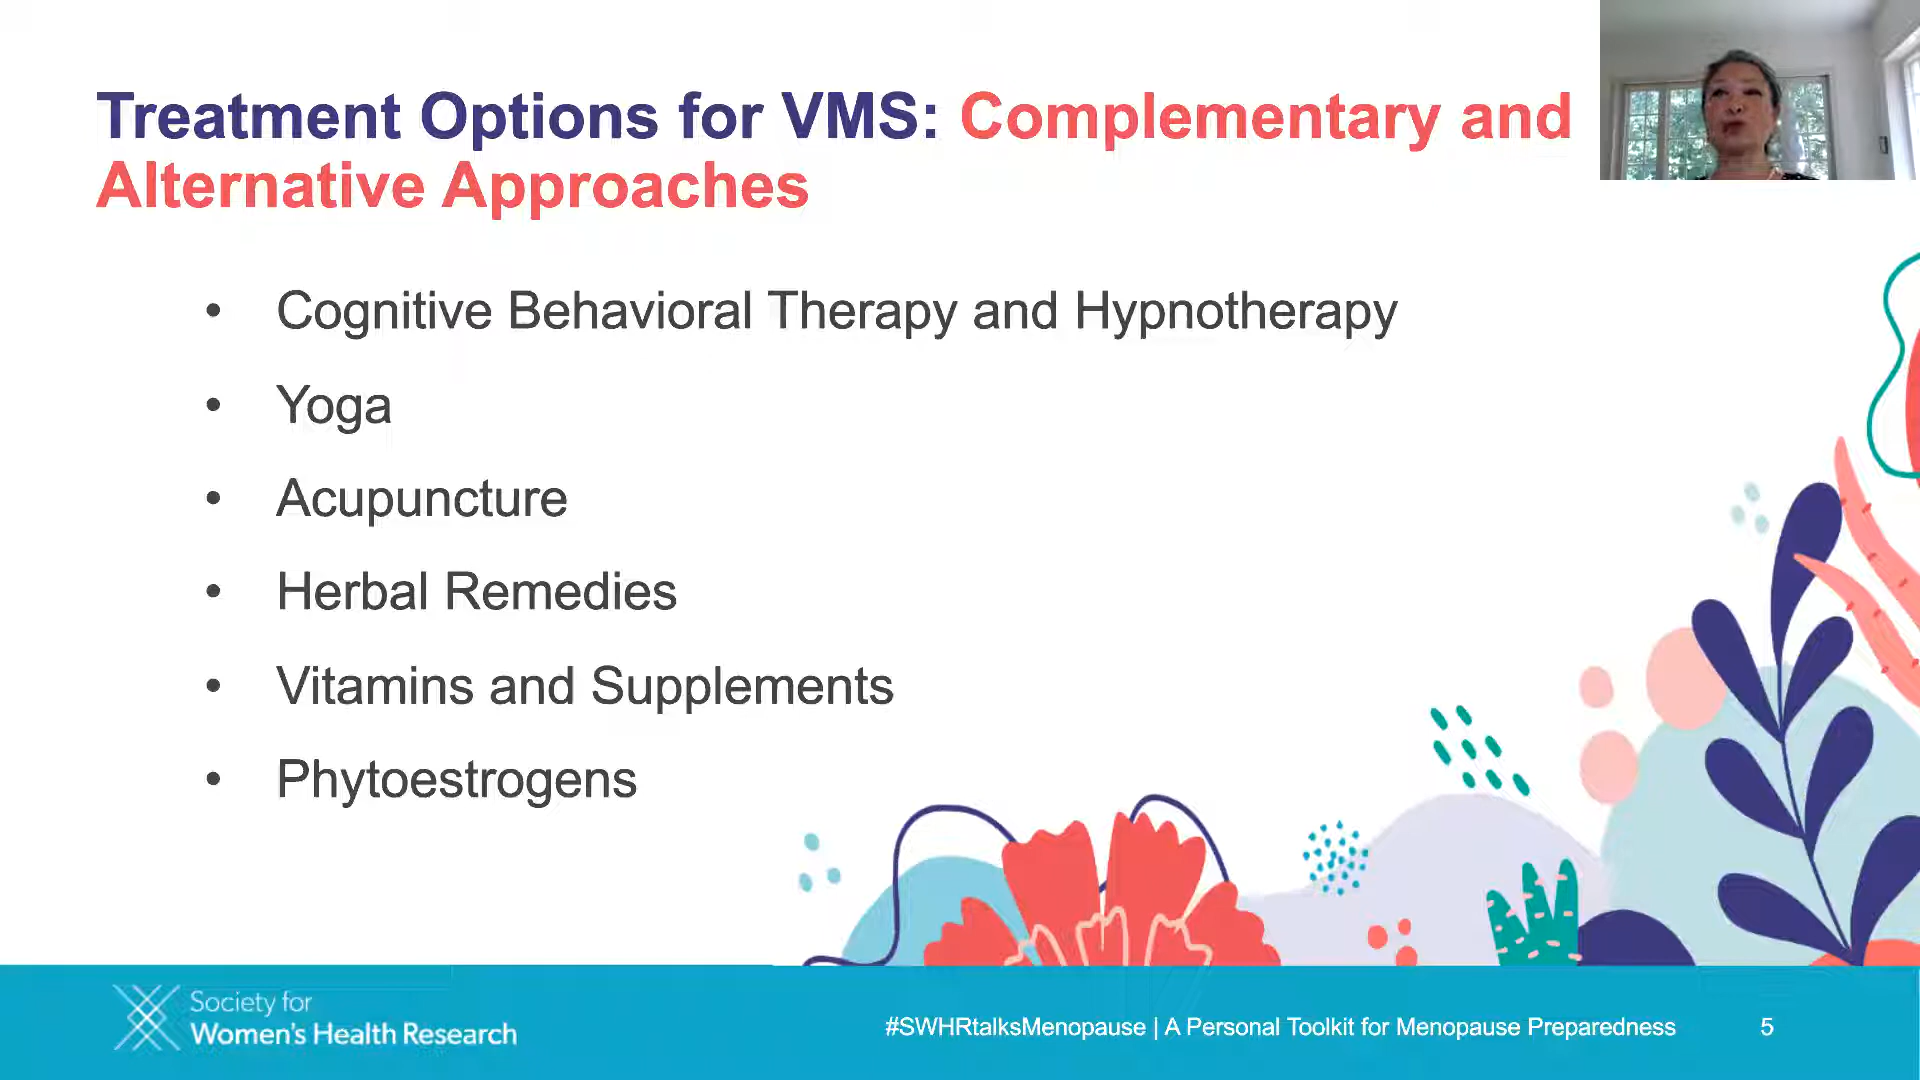 Treatment Options for VMS: Complementary and
Alternative Approaches
• Cognitive Behavioral Therapy and Hypnotherapy
• Yoga
• Acupuncture
• Herbal Remedies
• Vitamins and Supplements
• Phytoestrogens
Society for
Women's Health Research
#SWHRtalksMenopause | A Personal Toolkit for Menopause Preparedness 5